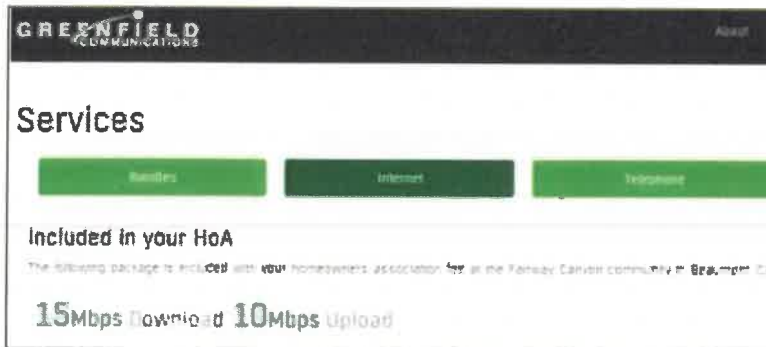 GREENFIELD
COMMUNICATIONS
About
Services
Bundles
Internet
Telephone
Included in your HoA
The following package is included with your homeowners association fee at the Fairway Canyon community in Beaumont
15Mbps Download 10Mbps Upload